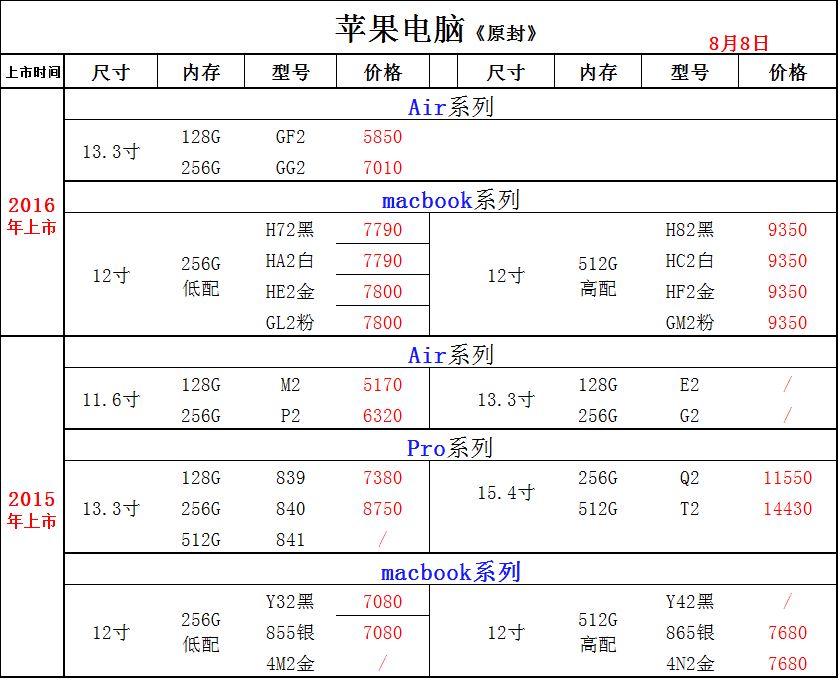 苹果电脑《原封》
8月8日
上市时间 尺寸 内存 型号 价格 尺寸 内存 型号 价格
2016
年上市
Air系列
13.3寸
128G GF2 5850
256G GG2 7010
macbook系列
12寸
256G
低配
H72黑 7790
HA2白 7790
HE2金 7800
GL2粉 7800
12寸
512G
高配
H82黑 9350
HC2白 9350
HF2金 9350
GM2粉 9350
2015
年上市
Air系列
11.6寸
128G M2 5170
256G P2 6320
13.3寸
128G E2 /
256G G2 /
Pro系列
13.3寸
128G 839 7380
256G 840 8750
512G 841 /
15.4寸
256G Q2 11550
512G T2 14430
macbook系列
12寸
256G
低配
Y32黑 7080
855银 7080
4M2金 /
12寸
512G
高配
Y42黑 /
865银 7680
4N2金 7680